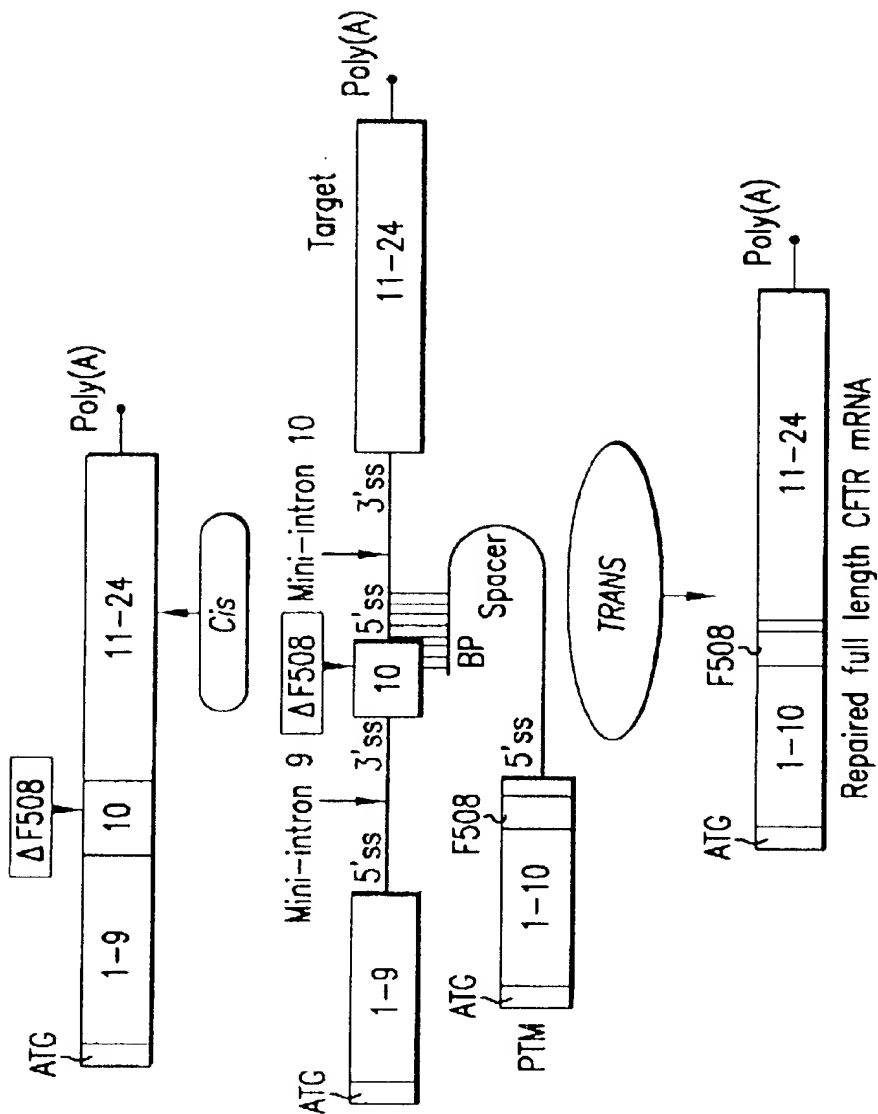 ΔF508
ATG
1-9
10
11-24
Poly(A)
Cis
ΔF508
Mini-intron 9
Mini-intron 10
Target
Poly(A)
ATG
1-9
5'ss
3'ss
10
5'ss
3'ss
11-24
BP
Spacer
ATG
F508
5'ss
1-10
PTM
TRANS
ATG
F508
Poly(A)
1-10
11-24
Repaired full length CFTR mRNA